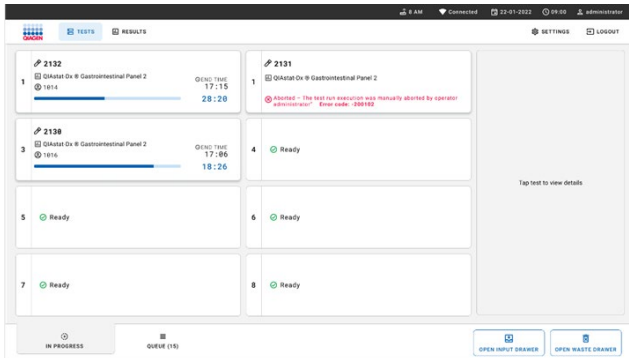 8 AM Connected 22-01-2022 09:00 administrator
QIAGEN TESTS RESULTS SETTINGS LOGOUT
1
2132
QIAstat-Dx ® Gastrointestinal Panel 2
1014
END TIME
17:15
28:20
1
2131
QIAstat-Dx ® Gastrointestinal Panel 2
Aborted – The test run execution was manually aborted by operator
administrator" Error code: -200102
3
2130
QIAstat-Dx ® Gastrointestinal Panel 2
1016
END TIME
17:06
18:26
4 Ready
Tap test to view details
5 Ready
6 Ready
7 Ready
8 Ready
IN PROGRESS
QUEUE (15)
OPEN INPUT DRAWER
OPEN WASTE DRAWER